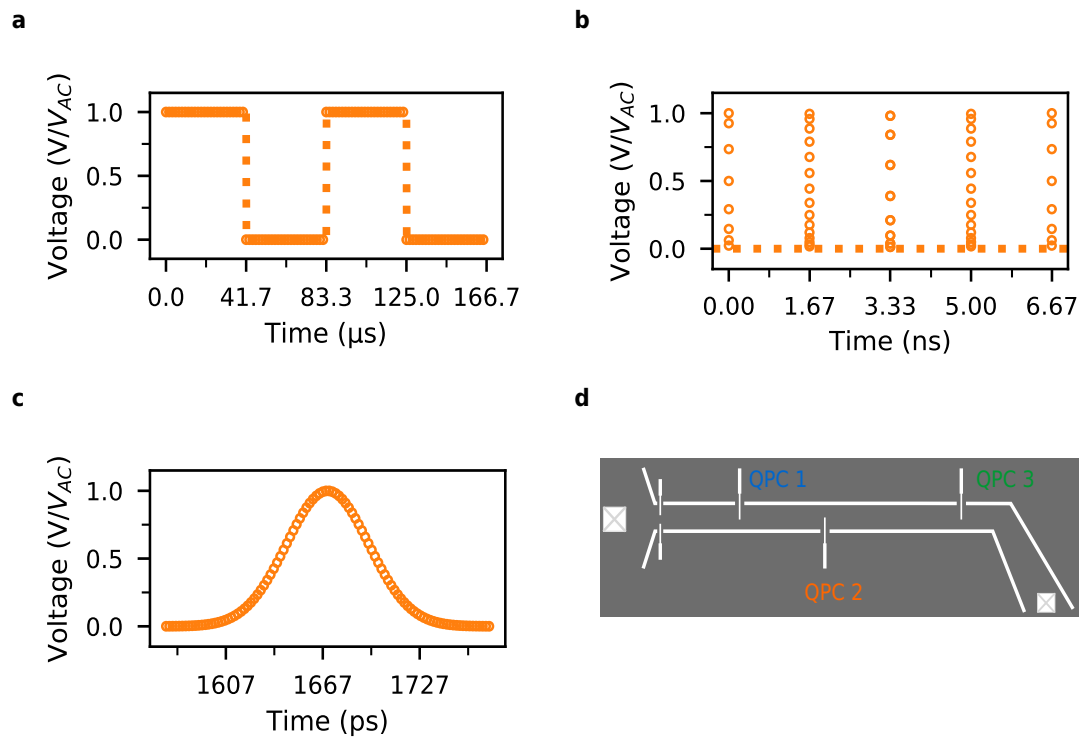 a
Voltage (V/V_AC)
1.0
0.5
0.0
0.0 41.7 83.3 125.0 166.7
Time (µs)
b
Voltage (V/V_AC)
1.0
0.5
0.0
0.00 1.67 3.33 5.00 6.67
Time (ns)
c
Voltage (V/V_AC)
1.0
0.5
0.0
1607 1667 1727
Time (ps)
d
QPC 1 QPC 3
QPC 2